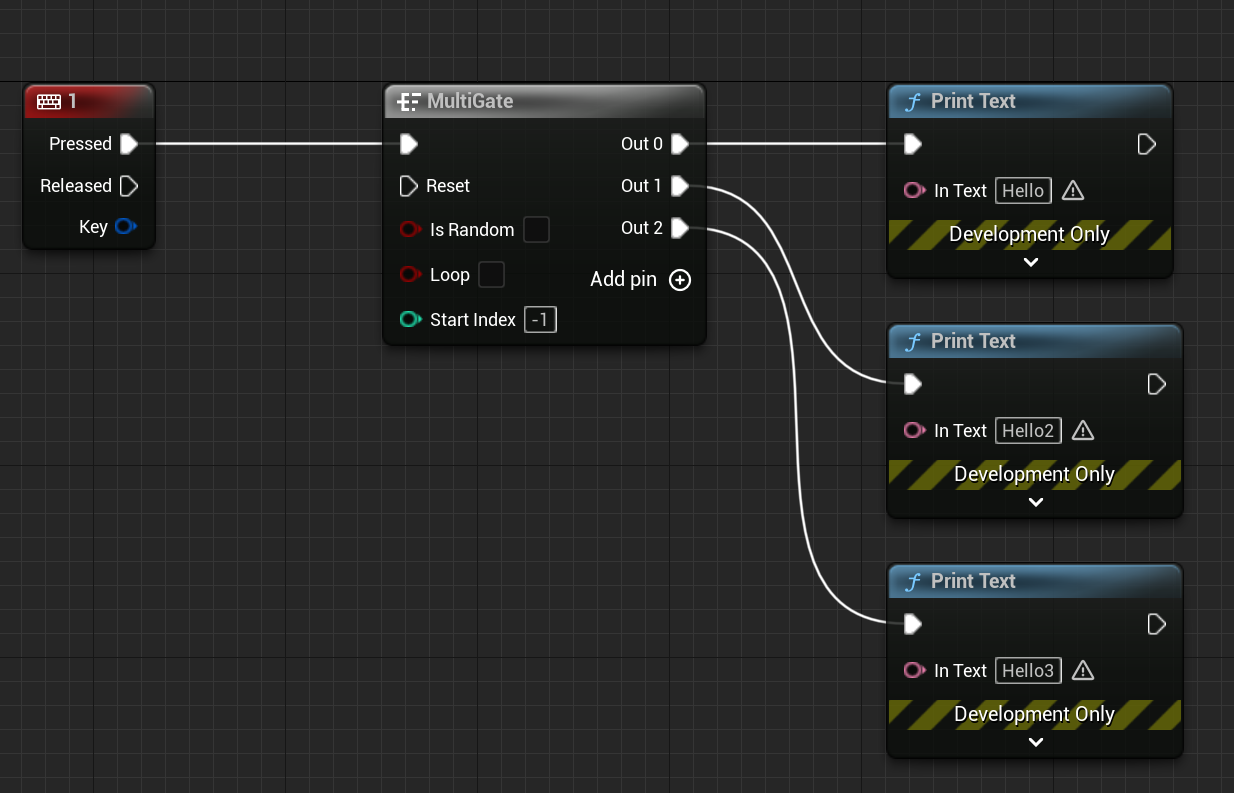 1
Pressed
Released
Key
MultiGate
Out 0
Reset
Out 1
Is Random
Out 2
Loop
Add pin
Start Index -1
Print Text
In Text Hello
Development Only
Print Text
In Text Hello2
Development Only
Print Text
In Text Hello3
Development Only